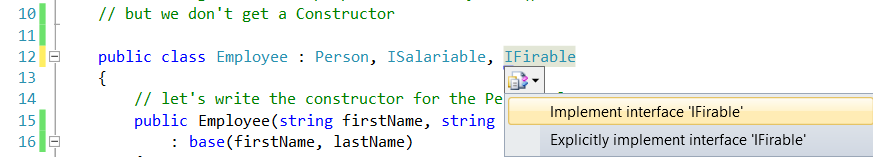 10 // but we don't get a Constructor
11
12 public class Employee : Person, ISalariable, IFirable
13 {
14 // let's write the constructor for the Pe
15 public Employee(string firstName, string
16 : base(firstName, lastName)
Implement interface 'IFirable'
Explicitly implement interface 'IFirable'